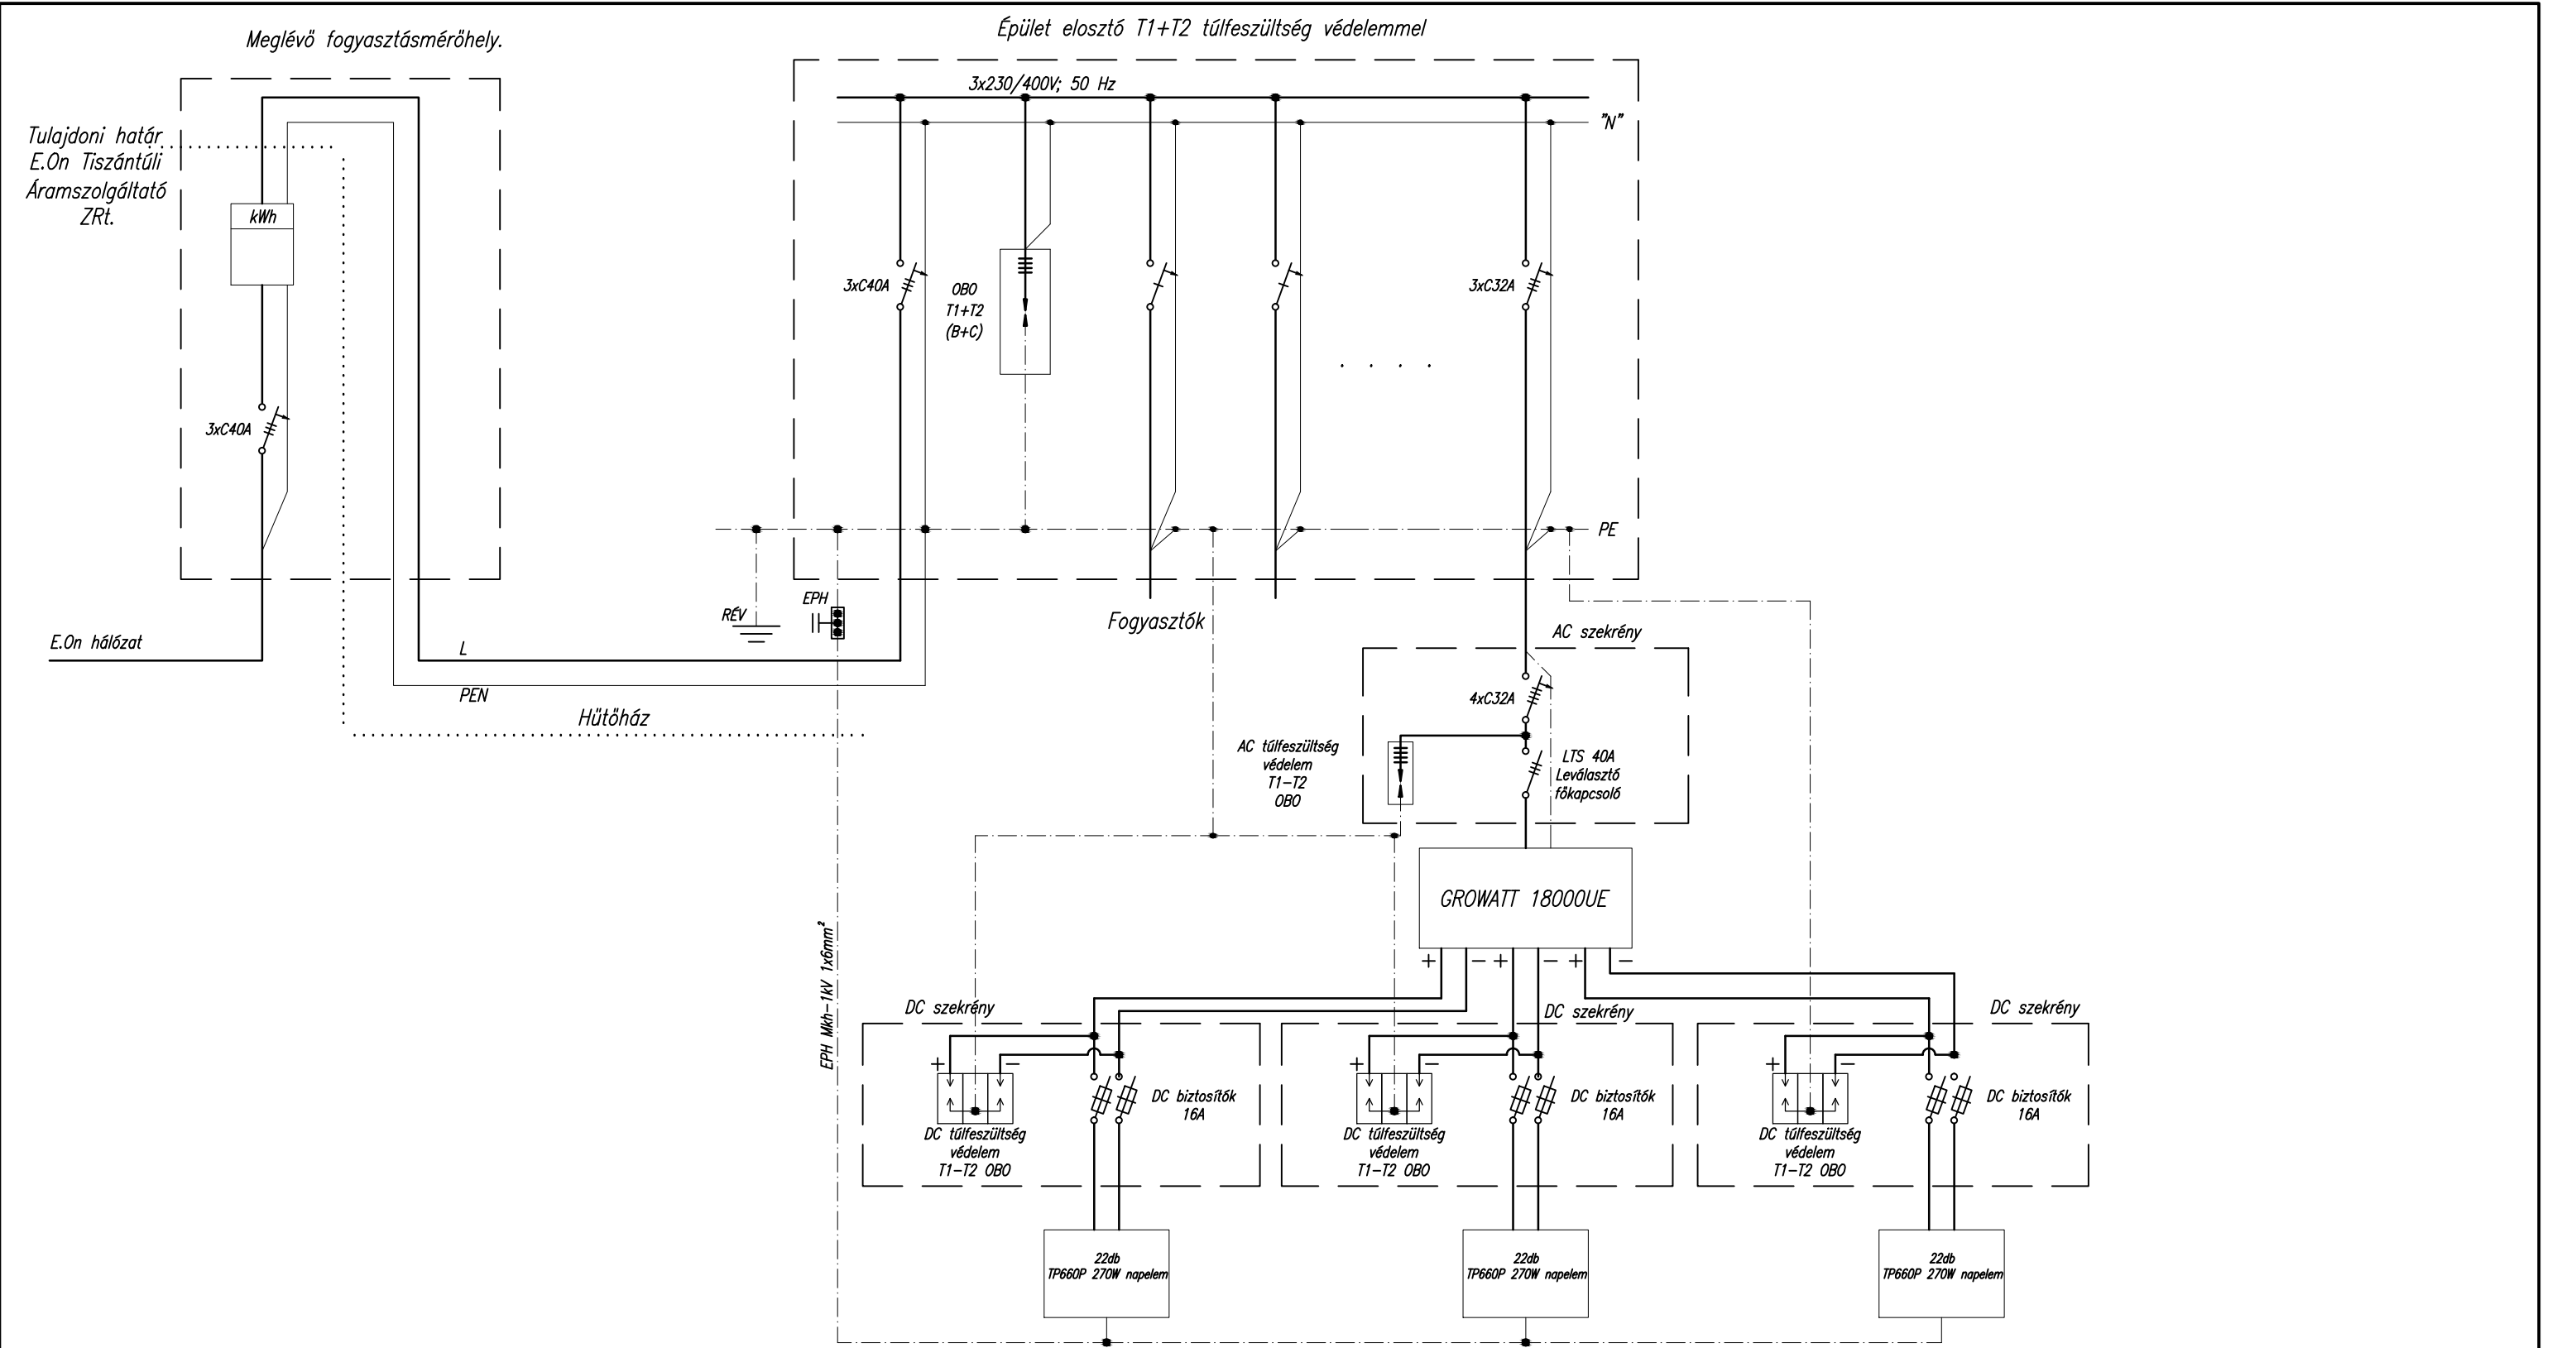 Meglévő fogyasztásmérőhely.
Épület elosztó T1+T2 túlfeszültség védelemmel
3x230/400V; 50 Hz
"N"
Tulajdoni határ
E.On Tiszántúli
Áramszolgáltató
ZRt.
kWh
3xC40A
3xC40A
OBO
T1+T2
(B+C)
3xC32A
PE
RÉV
EPH
Fogyasztók
E.On hálózat
L
PEN
Hűtőház
AC szekrény
4xC32A
AC túlfeszültség
védelem
T1-T2
OBO
LTS 40A
Leválasztó
főkapcsoló
GROWATT 18000UE
+ - + - + -
EPH Mkh-1kV 1x6mm²
DC szekrény
DC szekrény
DC szekrény
+ -
+ -
+ -
DC biztosítók
16A
DC biztosítók
16A
DC biztosítók
16A
DC túlfeszültség
védelem
T1-T2 OBO
DC túlfeszültség
védelem
T1-T2 OBO
DC túlfeszültség
védelem
T1-T2 OBO
22db
TP660P 270W napelem
22db
TP660P 270W napelem
22db
TP660P 270W napelem